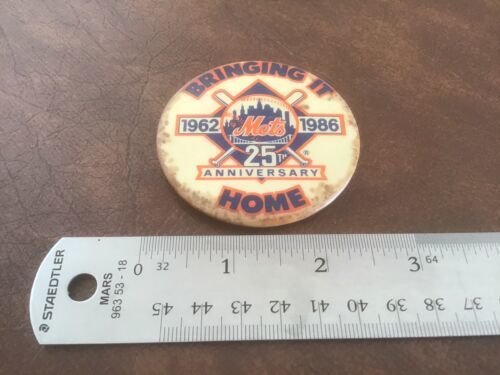 BRINGING IT
1962 Mets 1986
25TH
®
ANNIVERSARY
HOME
STAEDTLER
MARS
963 53 - 18
0 32 1 2 3 64
45 44 43 42 41 40 39 38 37